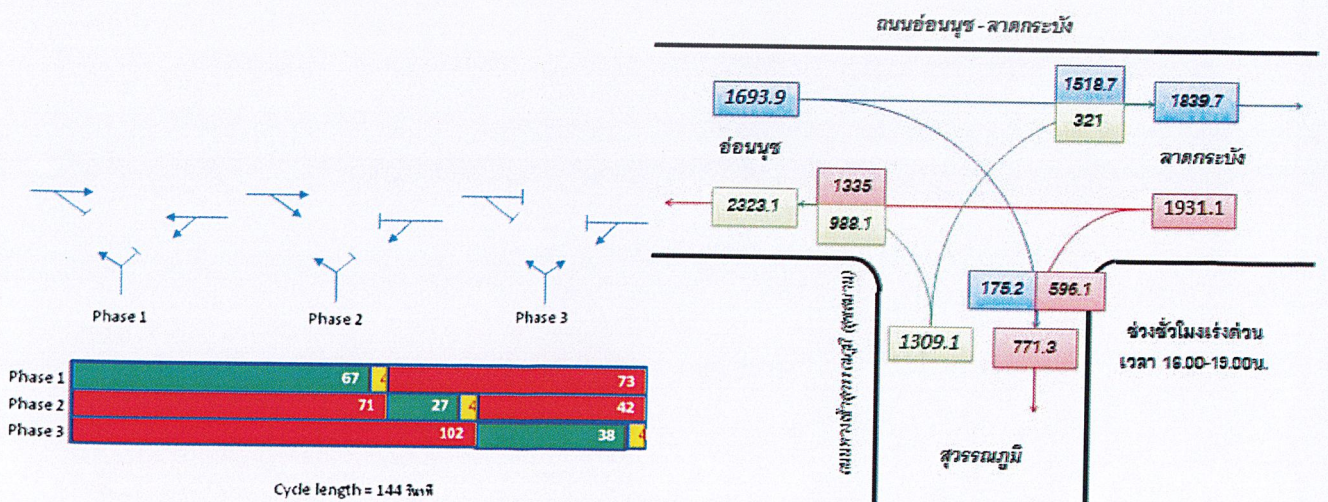 ถนนอ่อนนุช - ลาดกระบัง
1693.9
1518.7
321
1839.7
อ่อนนุช
ลาดกระบัง
2323.1
1335
988.1
1931.1
175.2
596.1
1309.1
771.3
ช่วงชั่วโมงเร่งด่วน
เวลา 18.00-19.00น.
สุวรรณภูมิ
Phase 1
Phase 2
Phase 3
Phase 1
67
4
73
Phase 2
71
27
4
42
Phase 3
102
38
4
Cycle length = 144 วินาที